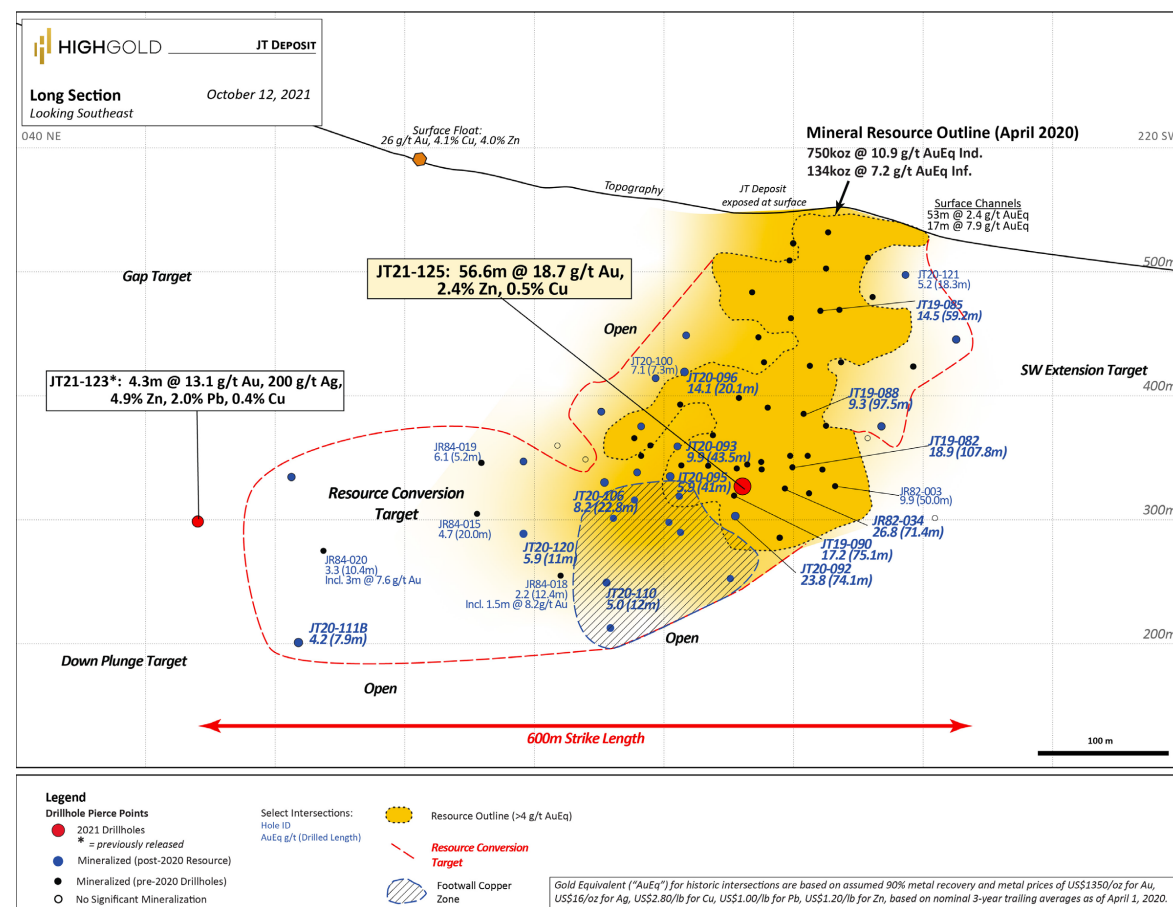 HIGHGOLD
JT DEPOSIT
Long Section
October 12, 2021
Looking Southeast
040 NE
220 SW
Surface Float:
26 g/t Au, 4.1% Cu, 4.0% Zn
Mineral Resource Outline (April 2020)
750koz @ 10.9 g/t AuEq Ind.
134koz @ 7.2 g/t AuEq Inf.
Topography
JT Deposit
exposed at surface
Surface Channels
53m @ 2.4 g/t AuEq
17m @ 7.9 g/t AuEq
Gap Target
JT21-125: 56.6m @ 18.7 g/t Au,
2.4% Zn, 0.5% Cu
500m
JT20-121
5.2 (18.3m)
JT19-085
14.5 (59.2m)
Open
JT20-100
7.1 (7.3m)
JT20-096
14.1 (20.1m)
SW Extension Target
JT21-123*: 4.3m @ 13.1 g/t Au, 200 g/t Ag,
4.9% Zn, 2.0% Pb, 0.4% Cu
400m
JT19-088
9.3 (97.5m)
JR84-019
6.1 (5.2m)
JT20-093
9.9 (43.5m)
JT19-082
18.9 (107.8m)
JT20-095
5.9 (41m)
Resource Conversion
Target
JT20-106
8.2 (22.8m)
JR82-003
9.9 (50.0m)
JR84-015
4.7 (20.0m)
JR82-034
26.8 (71.4m)
300m
JT20-120
5.9 (11m)
JT19-090
17.2 (75.1m)
JR84-020
3.3 (10.4m)
Incl. 3m @ 7.6 g/t Au
JT20-092
23.8 (74.1m)
JR84-018
2.2 (12.4m)
Incl. 1.5m @ 8.2g/t Au
JT20-110
5.0 (12m)
JT20-111B
4.2 (7.9m)
Open
200m
Down Plunge Target
Open
600m Strike Length
100 m
Legend
Drillhole Pierce Points
2021 Drillholes
* = previously released
Mineralized (post-2020 Resource)
Mineralized (pre-2020 Drillholes)
No Significant Mineralization
Select Intersections:
Hole ID
AuEq g/t (Drilled Length)
Resource Outline (>4 g/t AuEq)
Resource Conversion
Target
Footwall Copper
Zone
Gold Equivalent ("AuEq") for historic intersections are based on assumed 90% metal recovery and metal prices of US$1350/oz for Au,
US$16/oz for Ag, US$2.80/lb for Cu, US$1.00/lb for Pb, US$1.20/lb for Zn, based on nominal 3-year trailing averages as of April 1, 2020.